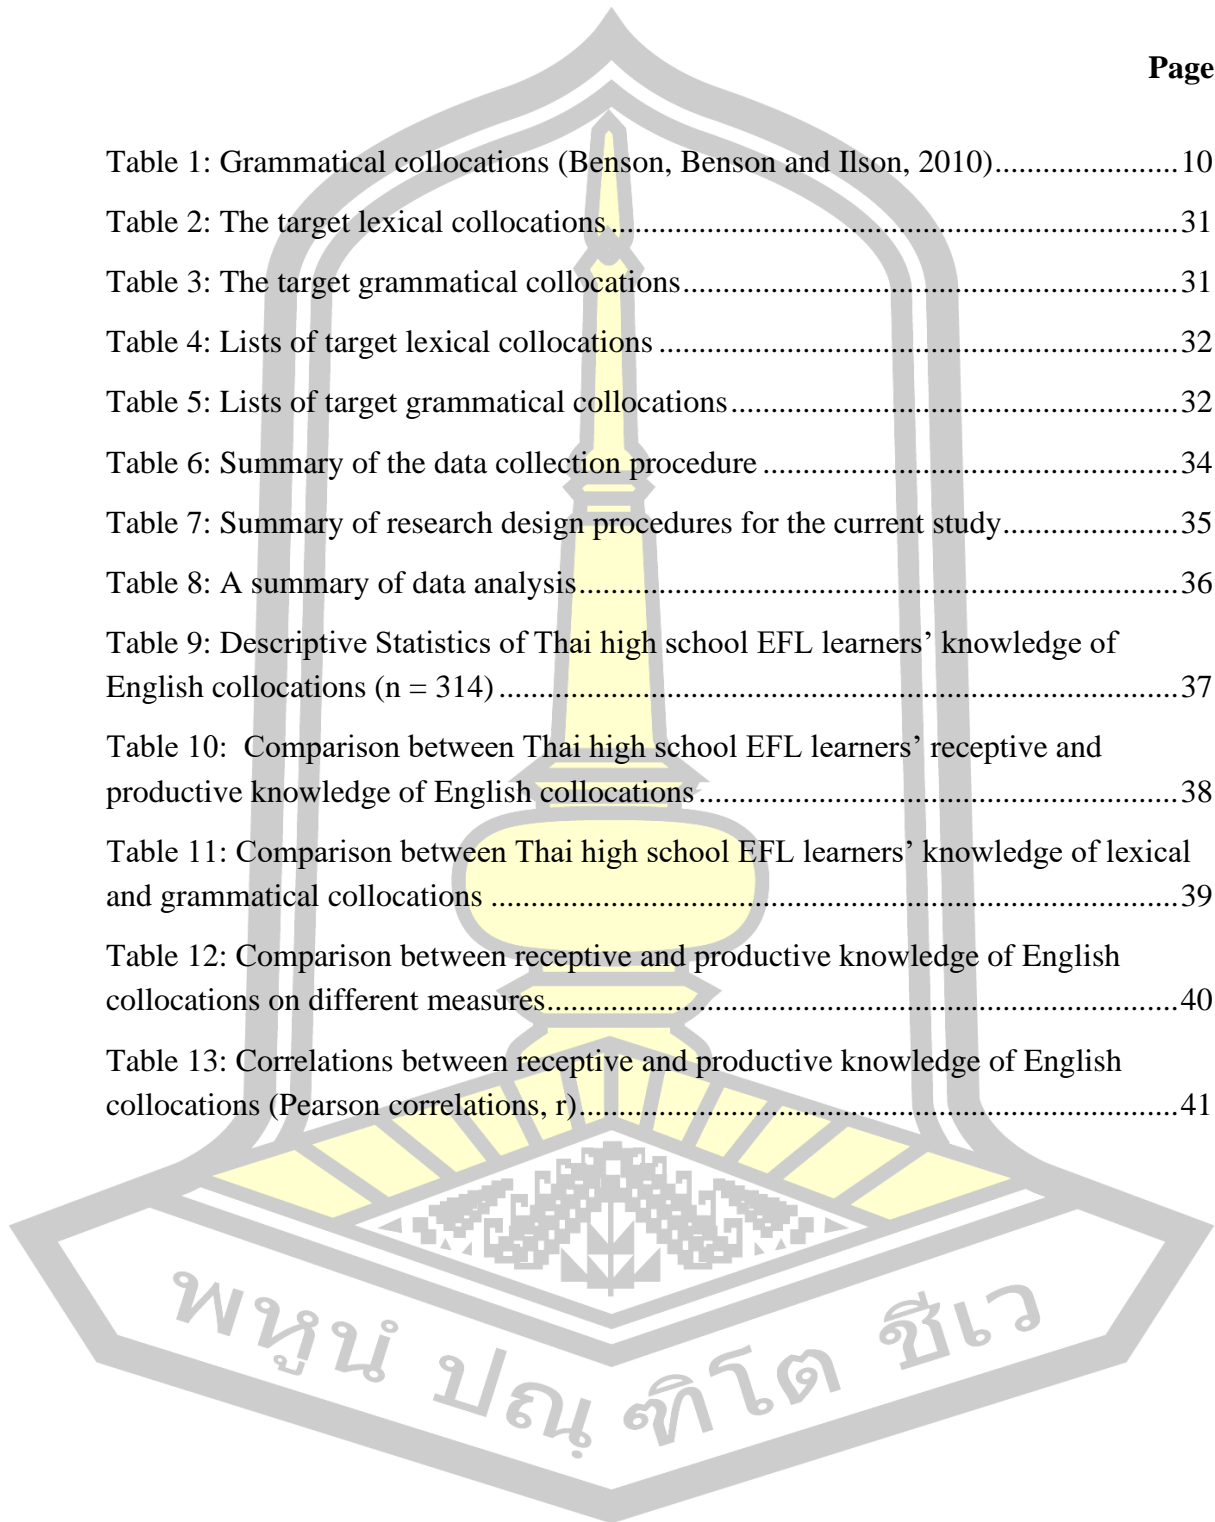 Page
Table 1: Grammatical collocations (Benson, Benson and Ilson, 2010)............................10
Table 2: The target lexical collocations......................................................................................31
Table 3: The target grammatical collocations...........................................................................31
Table 4: Lists of target lexical collocations ..............................................................................32
Table 5: Lists of target grammatical collocations....................................................................32
Table 6: Summary of the data collection procedure ...............................................................34
Table 7: Summary of research design procedures for the current study...........................35
Table 8: A summary of data analysis..........................................................................................36
Table 9: Descriptive Statistics of Thai high school EFL learners’ knowledge of
English collocations (n = 314) ......................................................................................................37
Table 10:  Comparison between Thai high school EFL learners’ receptive and
productive knowledge of English collocations .........................................................................38
Table 11: Comparison between Thai high school EFL learners’ knowledge of lexical
and grammatical collocations .......................................................................................................39
Table 12: Comparison between receptive and productive knowledge of English
collocations on different measures...............................................................................................40
Table 13: Correlations between receptive and productive knowledge of English
collocations (Pearson correlations, r)..........................................................................................41
พหูนํ ปณฺฑิโต ชีเว